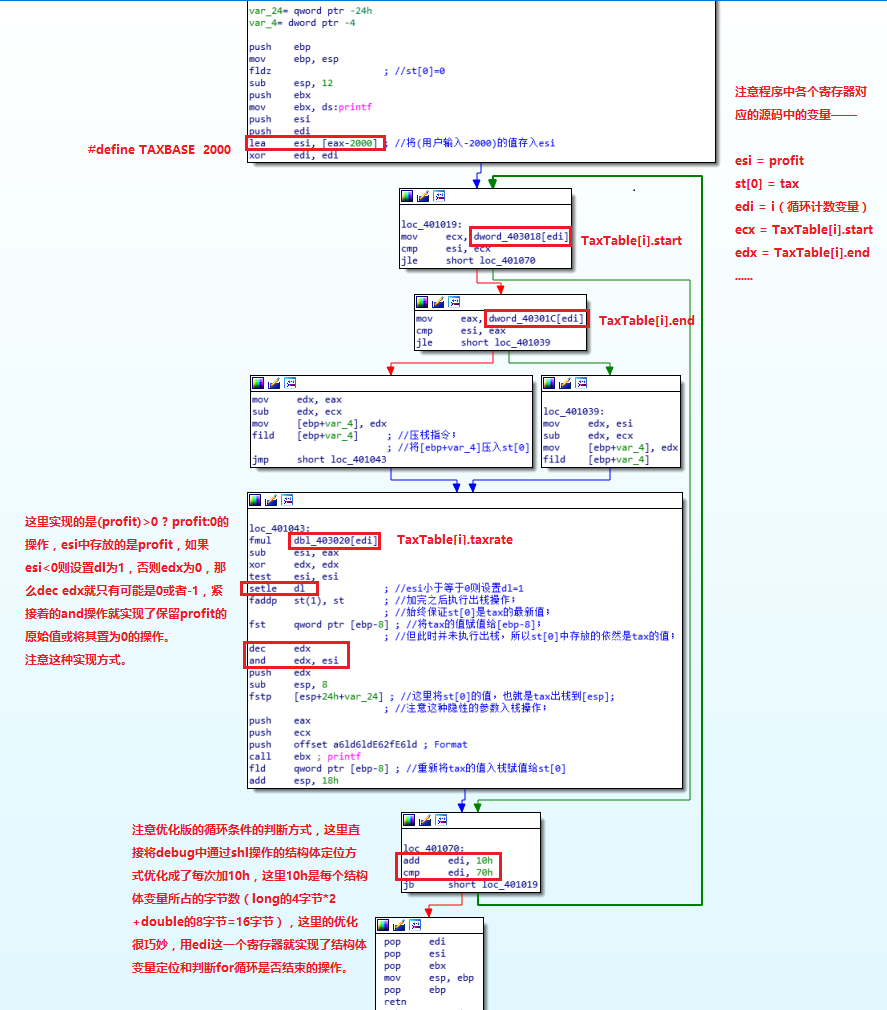 var_24= qword ptr -24h
var_4= dword ptr -4
push ebp
mov ebp, esp
fldz ; //st[0]=0
sub esp, 12
push ebx
mov ebx, ds:printf
push esi
push edi
lea esi, [eax-2000] ; //将(用户输入-2000)的值存入esi
xor edi, edi
#define TAXBASE 2000
注意程序中各个寄存器对
应的源码中的变量——
esi = profit
st[0] = tax
edi = i（循环计数变量）
ecx = TaxTable[i].start
edx = TaxTable[i].end
......
loc_401019:
mov ecx, dword_403018[edi]
cmp esi, ecx
jle short loc_401070
TaxTable[i].start
mov eax, dword_40301C[edi]
cmp esi, eax
jle short loc_401039
TaxTable[i].end
mov edx, eax
sub edx, ecx
mov [ebp+var_4], edx
fild [ebp+var_4] ; //压栈指令；
; //将[ebp+var_4]压入st[0]
jmp short loc_401043
loc_401039:
mov edx, esi
sub edx, ecx
mov [ebp+var_4], edx
fild [ebp+var_4]
loc_401043:
fmul dbl_403020[edi]
sub esi, eax
xor edx, edx
test esi, esi
setle dl ; //esi小于等于0则设置dl=1
faddp st(1), st ; //加完之后执行出栈操作；
; //始终保证st[0]是tax的最新值；
fst qword ptr [ebp-8] ; //将tax的值赋值给[ebp-8]；
; //但此时并未执行出栈，所以st[0]中存放的依然是tax的值；
dec edx
and edx, esi
push edx
sub esp, 8
fstp [esp+24h+var_24] ; //这里将st[0]的值，也就是tax出栈到[esp]；
; //注意这种隐性的参数入栈操作；
push eax
push ecx
push offset a6ld6ldE62fE6ld ; Format
call ebx ; printf
fld qword ptr [ebp-8] ; //重新将tax的值入栈赋值给st[0]
add esp, 18h
TaxTable[i].taxrate
这里实现的是(profit)>0 ? profit:0的
操作，esi中存放的是profit，如果
esi<0则设置dl为1，否则edx为0，那
么dec edx就只有可能是0或者-1，紧
接着的and操作就实现了保留profit的
原始值或将其置为0的操作。
注意这种实现方式。
loc_401070:
add edi, 10h
cmp edi, 70h
jb short loc_401019
注意优化版的循环条件的判断方式，这里直
接将debug中通过shl操作的结构体定位方
式优化成了每次加10h，这里10h是每个结构
体变量所占的字节数（long的4字节*2
+double的8字节=16字节），这里的优化
很巧妙，用edi这一个寄存器就实现了结构体
变量定位和判断for循环是否结束的操作。
pop edi
pop esi
pop ebx
mov esp, ebp
pop ebp
retn